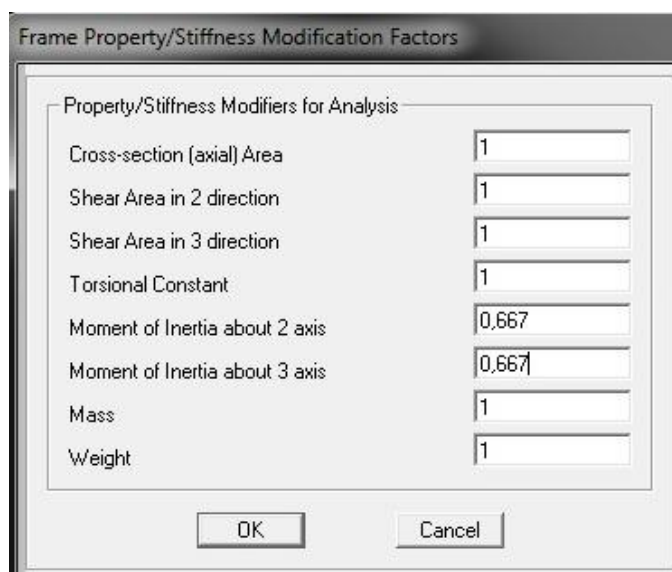 Frame Property/Stiffness Modification Factors
Property/Stiffness Modifiers for Analysis
Cross-section (axial) Area 1
Shear Area in 2 direction 1
Shear Area in 3 direction 1
Torsional Constant 1
Moment of Inertia about 2 axis 0,667
Moment of Inertia about 3 axis 0,667
Mass 1
Weight 1
OK Cancel